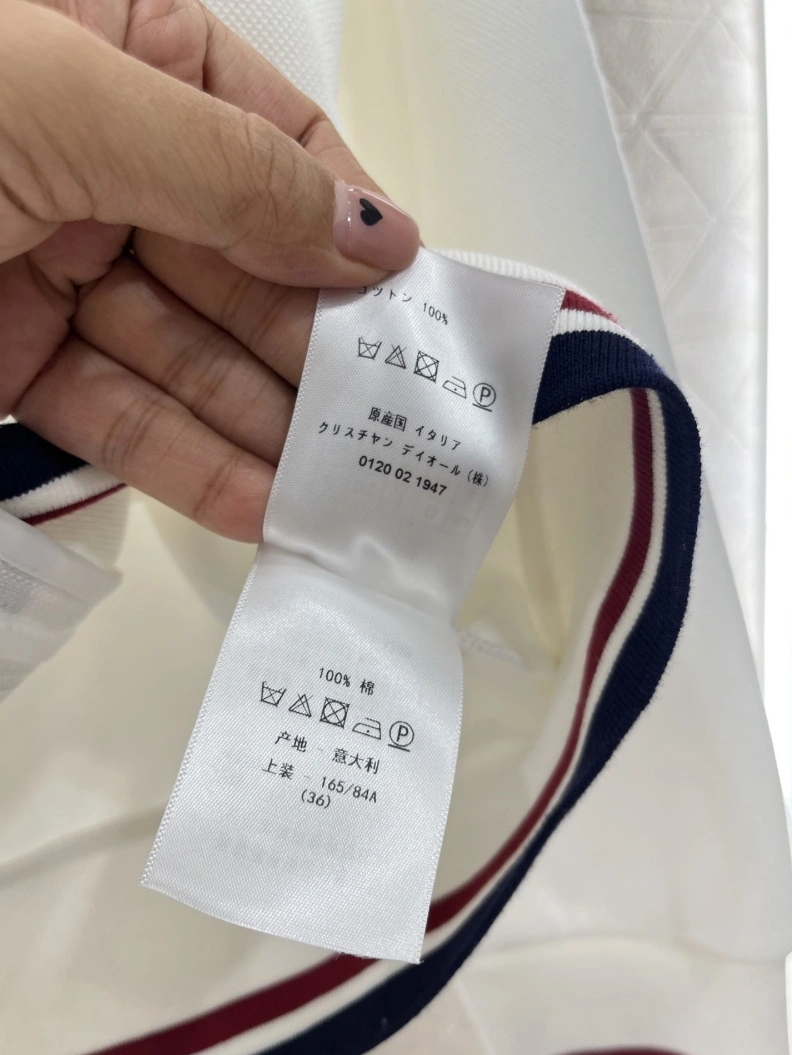 コットン 100%
P
原産国 イタリア
クリスチャン デイオール (株)
0120 02 1947
100% 棉
P
产地 - 意大利
上装 - 165/84A
(36)